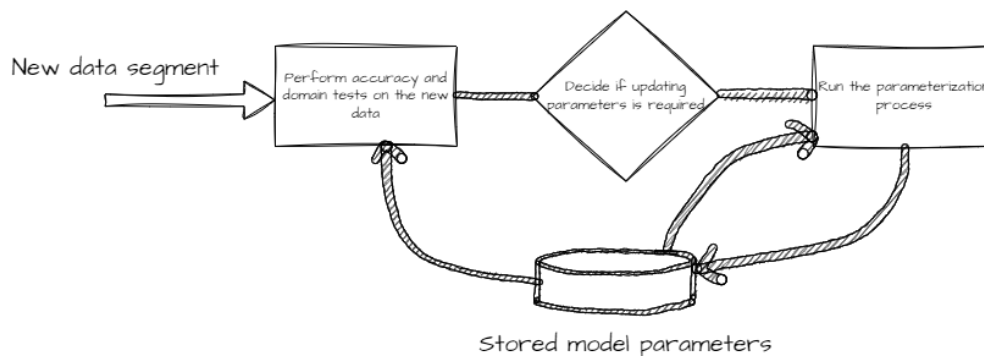 New data segment
Perform accuracy and
domain tests on the new
data
Decide if updating
parameters is required
Run the parameterization
process
Stored model parameters